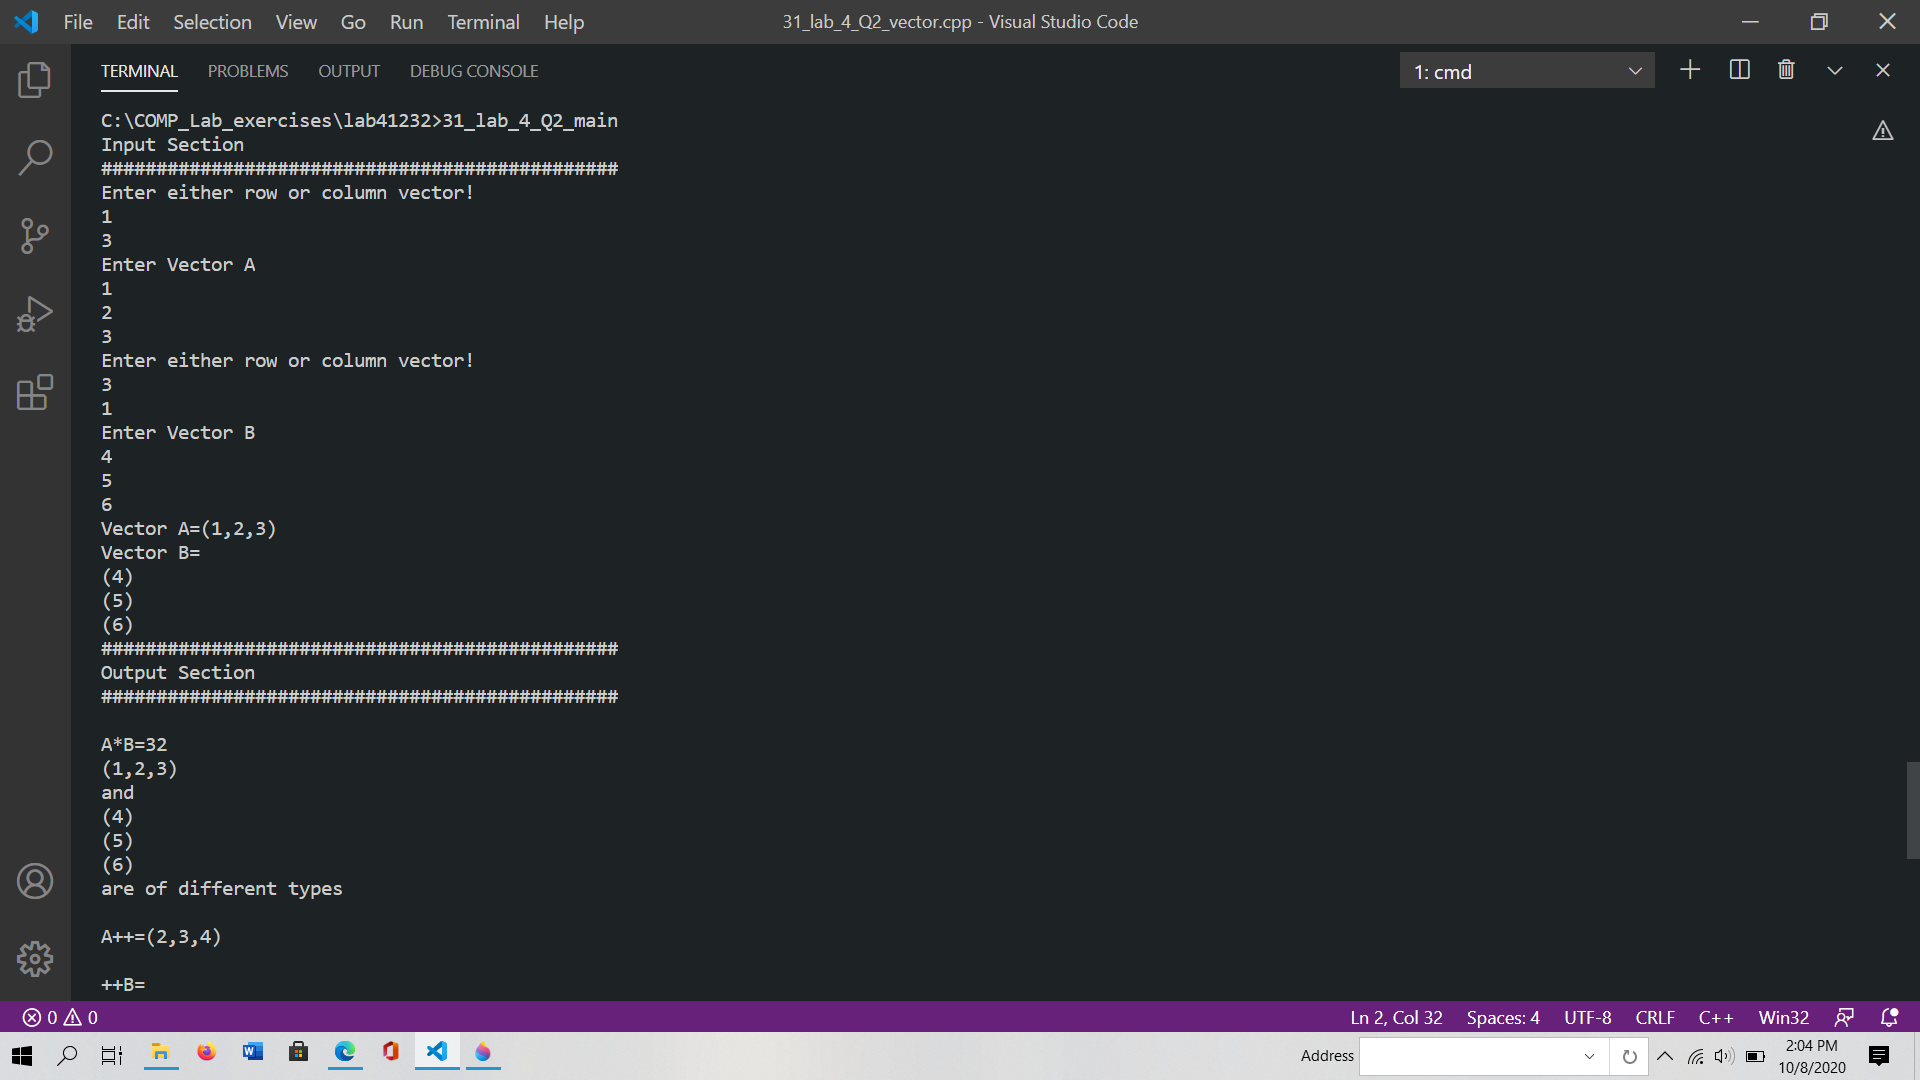 File Edit Selection View Go Run Terminal Help 31_lab_4_Q2_vector.cpp - Visual Studio Code
TERMINAL PROBLEMS OUTPUT DEBUG CONSOLE 1: cmd
C:\COMP_Lab_exercises\lab41232>31_lab_4_Q2_main
Input Section
###############################################
Enter either row or column vector!
1
3
Enter Vector A
1
2
3
Enter either row or column vector!
3
1
Enter Vector B
4
5
6
Vector A=(1,2,3)
Vector B=
(4)
(5)
(6)
###############################################
Output Section
###############################################
A*B=32
(1,2,3)
and
(4)
(5)
(6)
are of different types
A++=(2,3,4)
++B=
0 0 Ln 2, Col 32 Spaces: 4 UTF-8 CRLF C++ Win32
Address 2:04 PM
10/8/2020